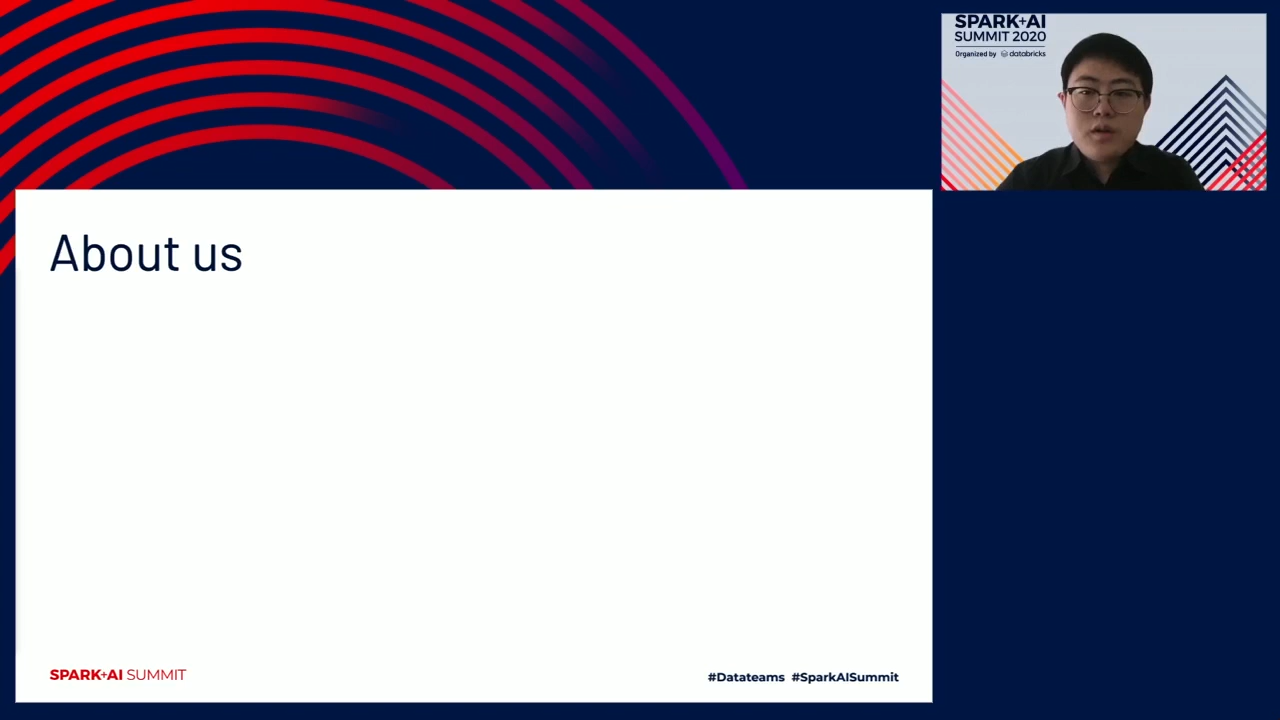 SPARK+AI
SUMMIT 2020
Organized by databricks
About us
SPARK+AI SUMMIT
#Datateams #SparkAISummit